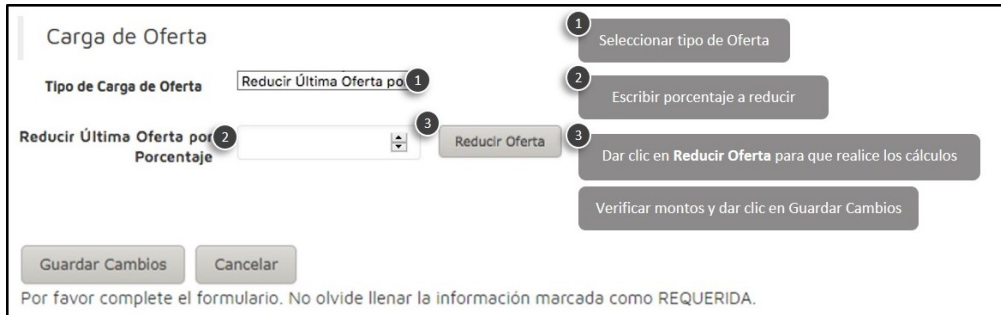 Carga de Oferta
Tipo de Carga de Oferta
Reducir Última Oferta po
1
Reducir Última Oferta por
Porcentaje
2
3
Reducir Oferta
1
Seleccionar tipo de Oferta
2
Escribir porcentaje a reducir
3
Dar clic en Reducir Oferta para que realice los cálculos
Verificar montos y dar clic en Guardar Cambios
Guardar Cambios
Cancelar
Por favor complete el formulario. No olvide llenar la información marcada como REQUERIDA.